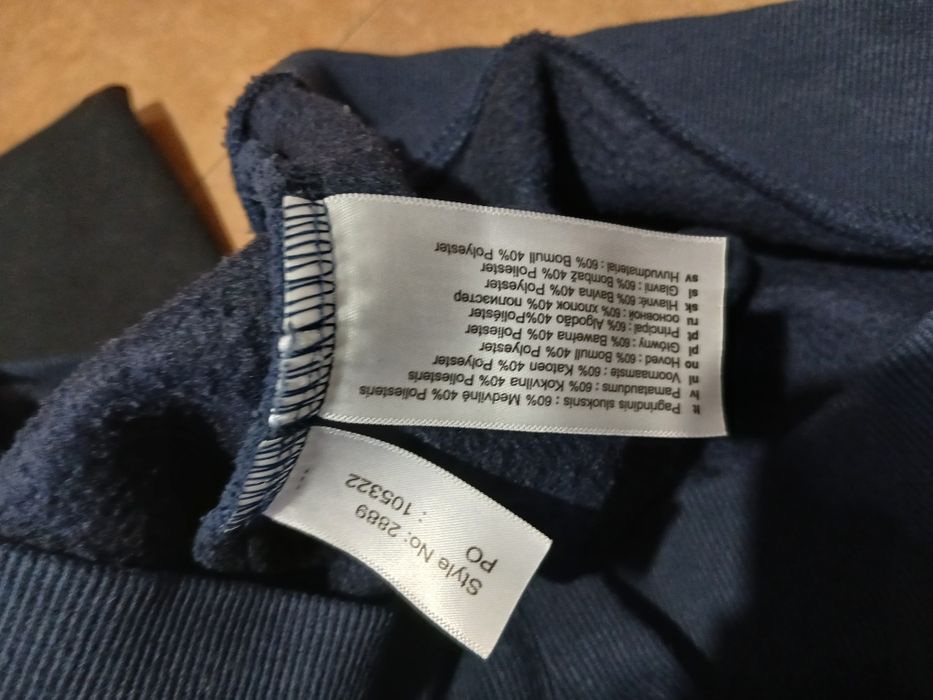 lt Pagrindinis sluoksnis : 60% Medvilnė 40% Poliesteris
lv Pamataudums : 60% Kokvilna 40% Poliesteris
nl Voornaamste : 60% Katoen 40% Polyester
no Hoved : 60% Bomull 40% Polyester
pl Główny : 60% Bawełna 40% Poliester
pt Principal : 60% Algodão 40%Poliéster
ru основной : 60% хлопок 40% полиэстер
sk Hlavné: 60% Bavlna 40% Polyester
sl Glavni : 60% Bombaž 40% Poliester
sv Huvudmaterial : 60% Bomull 40% Polyester
Style No: 2889
PO : 105322